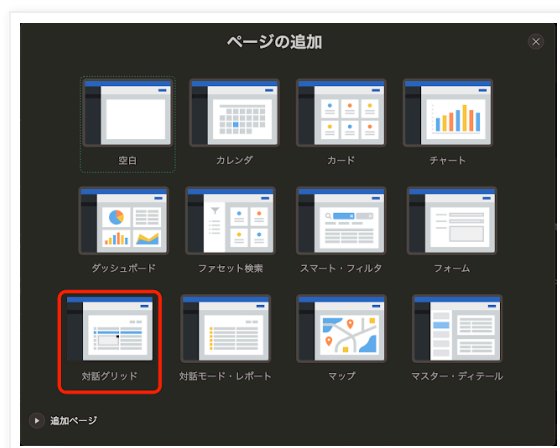 ページの追加
空白
カレンダ
カード
チャート
ダッシュボード
ファセット検索
スマート・フィルタ
フォーム
対話グリッド
対話モード・レポート
マップ
マスター・ディテール
追加ページ